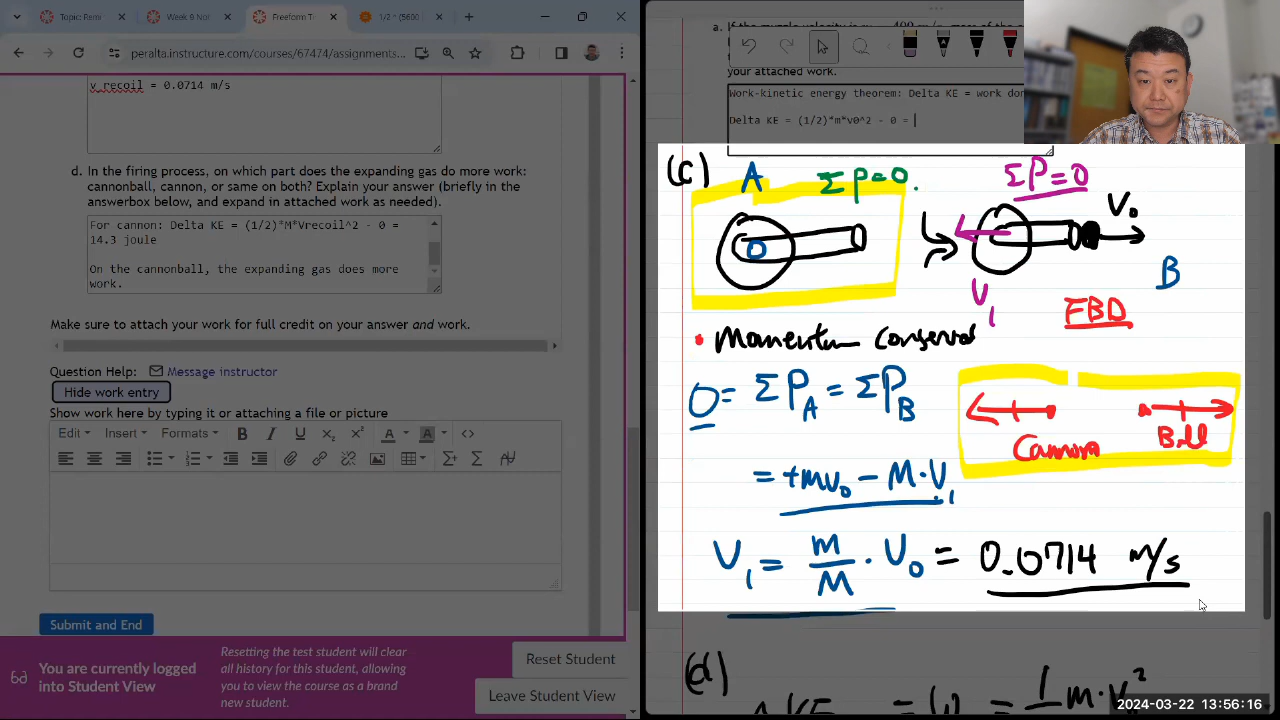 Topic Rem
Week 8 Nor
Freeform T
1/2 * (5600
peralta.instructure.com/courses/67474/assignments
v_recoil = 0.0714 m/s
d. In the firing process, on which part does the expanding gas do more work:
cannonball, cannon, or same on both? Explain your answer (briefly in the
answerbox below, and expand in attached work as needed).
For cannon: Delta KE = (1/2)*M*Vrecoil^2 - 0 =
14.3 joule
On the cannonball, the expanding gas does more
work.
Make sure to attach your work for full credit on your answer and work.
Question Help: Message instructor
Hide work entry
Show work here by typing it or attaching a file or picture
Edit Insert Formats
Submit and End
You are currently logged
into Student View
Resetting the test student will clear
all history for this student, allowing
you to view the course as a brand
new student.
Reset Student
Leave Student View
your attached work.
Work-kinetic energy theorem: Delta KE = work don
Delta KE = (1/2)*m*v0^2 - 0 =
(c) A Σp=0. ΣP=0
V₀
B
V₁
FBD
• Momentum conserved
0 = ΣP_A = ΣP_B
Cannon Ball
= +mv₀ - M·V₁
V₁ = m/M · V₀ = 0.0714 m/s
(d)
ΔKE = W = 1 m·v²
2024-03-22 13:56:16